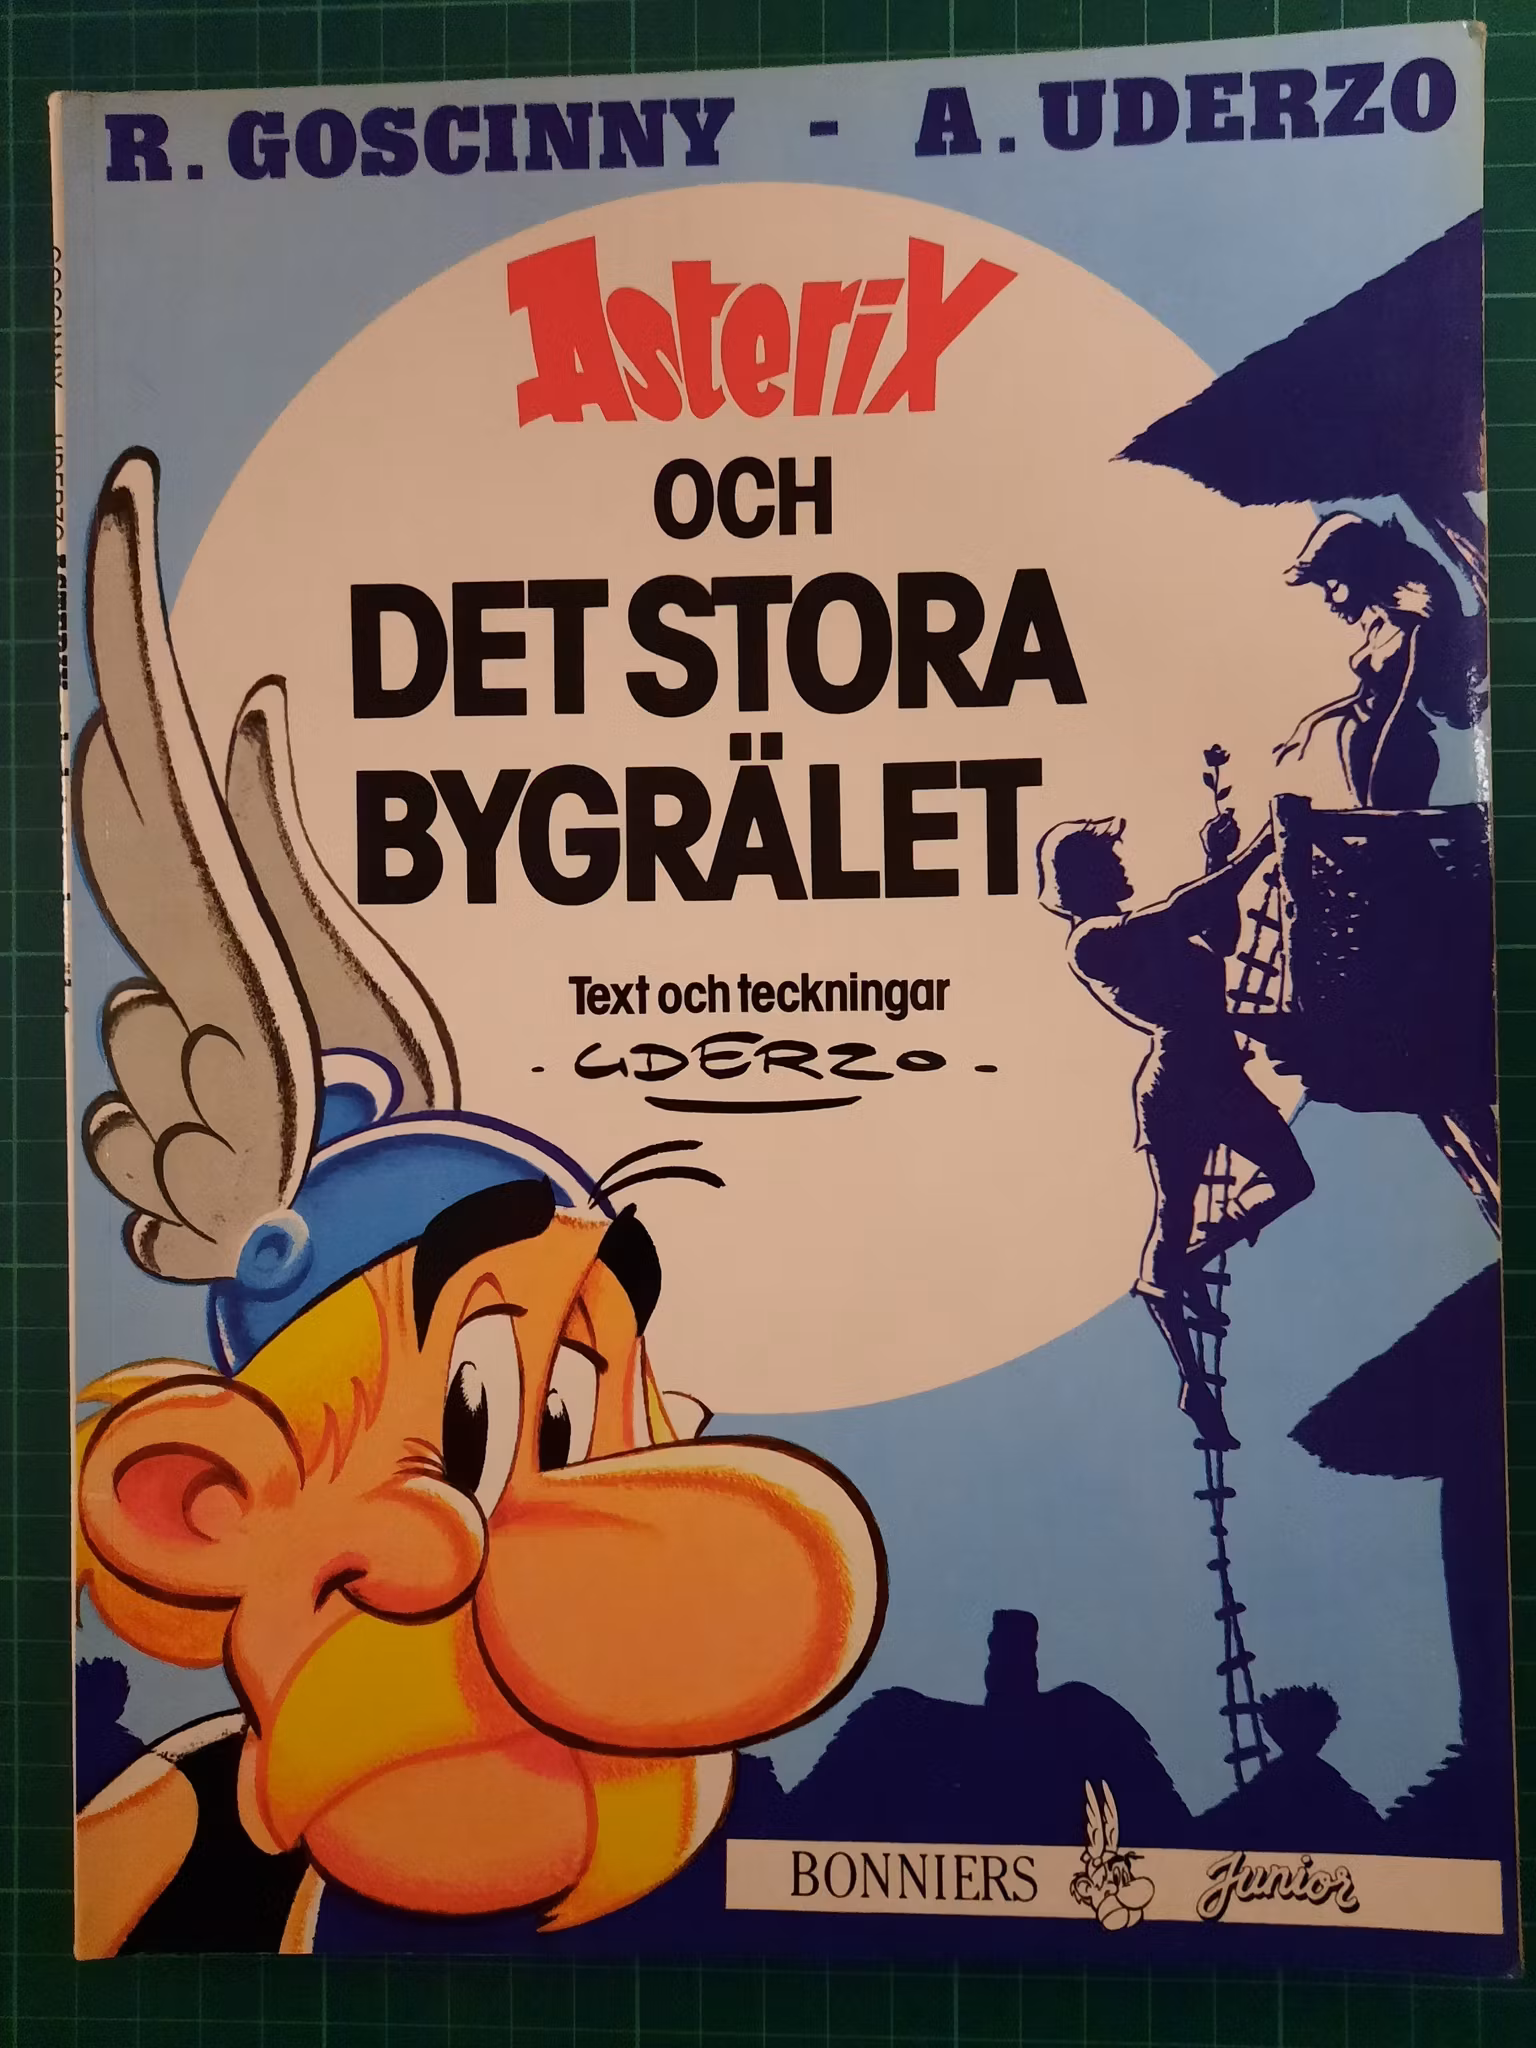 R. GOSCINNY - A. UDERZO
Asterix
OCH
DET STORA
BYGRÄLET
Text och teckningar
- UDERZO -
BONNIERS Junior